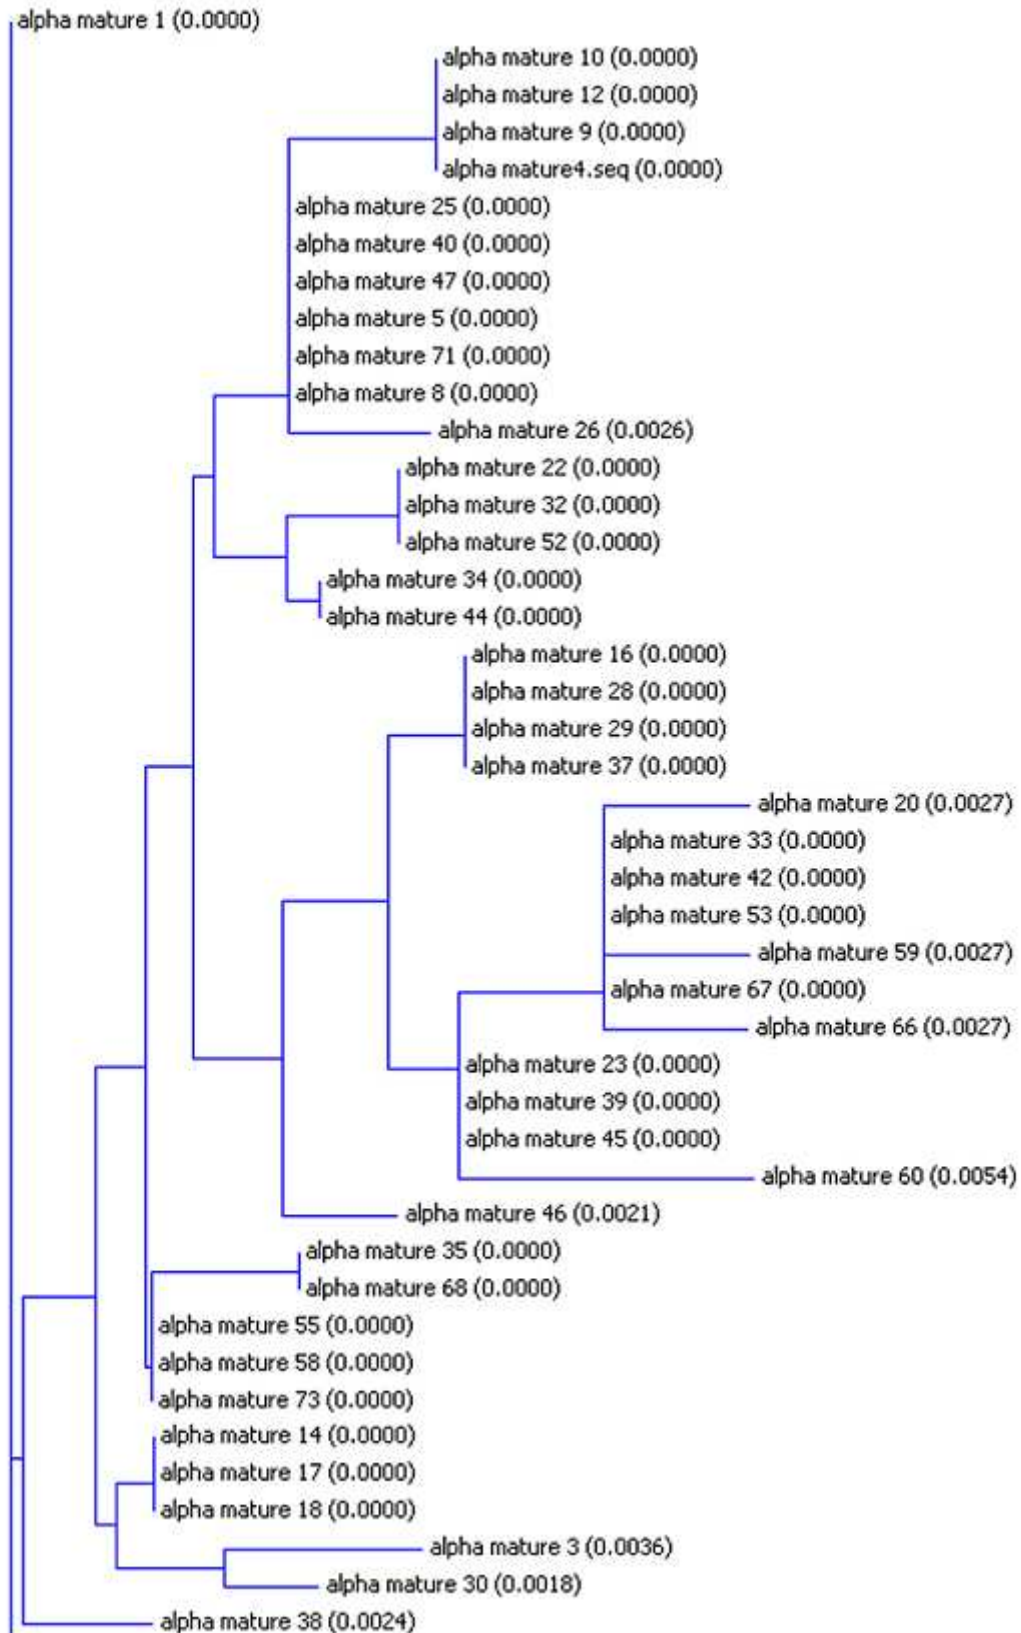 alpha mature 1 (0.0000)
alpha mature 10 (0.0000)
alpha mature 12 (0.0000)
alpha mature 9 (0.0000)
alpha mature4.seq (0.0000)
alpha mature 25 (0.0000)
alpha mature 40 (0.0000)
alpha mature 47 (0.0000)
alpha mature 5 (0.0000)
alpha mature 71 (0.0000)
alpha mature 8 (0.0000)
alpha mature 26 (0.0026)
alpha mature 22 (0.0000)
alpha mature 32 (0.0000)
alpha mature 52 (0.0000)
alpha mature 34 (0.0000)
alpha mature 44 (0.0000)
alpha mature 16 (0.0000)
alpha mature 28 (0.0000)
alpha mature 29 (0.0000)
alpha mature 37 (0.0000)
alpha mature 20 (0.0027)
alpha mature 33 (0.0000)
alpha mature 42 (0.0000)
alpha mature 53 (0.0000)
alpha mature 59 (0.0027)
alpha mature 67 (0.0000)
alpha mature 66 (0.0027)
alpha mature 23 (0.0000)
alpha mature 39 (0.0000)
alpha mature 45 (0.0000)
alpha mature 60 (0.0054)
alpha mature 46 (0.0021)
alpha mature 35 (0.0000)
alpha mature 68 (0.0000)
alpha mature 55 (0.0000)
alpha mature 58 (0.0000)
alpha mature 73 (0.0000)
alpha mature 14 (0.0000)
alpha mature 17 (0.0000)
alpha mature 18 (0.0000)
alpha mature 3 (0.0036)
alpha mature 30 (0.0018)
alpha mature 38 (0.0024)